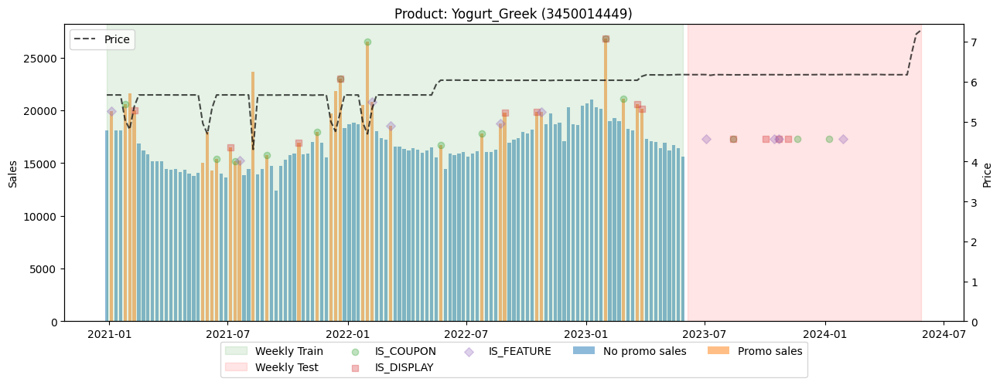 Product: Yogurt_Greek (3450014449)
Price
25000
20000
15000
10000
5000
0
Sales
7
6
5
4
3
2
1
0
Price
2021-01 2021-07 2022-01 2022-07 2023-01 2023-07 2024-01 2024-07
Weekly Train IS_COUPON IS_FEATURE No promo sales Promo sales
Weekly Test IS_DISPLAY